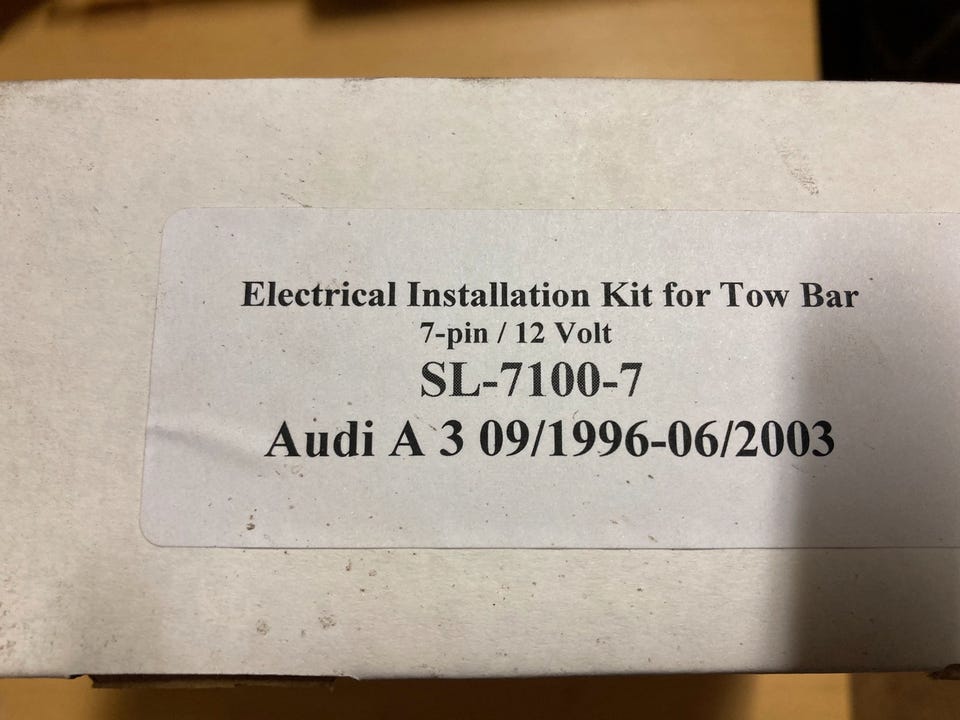 Electrical Installation Kit for Tow Bar
7-pin / 12 Volt
SL-7100-7
Audi A 3 09/1996-06/2003